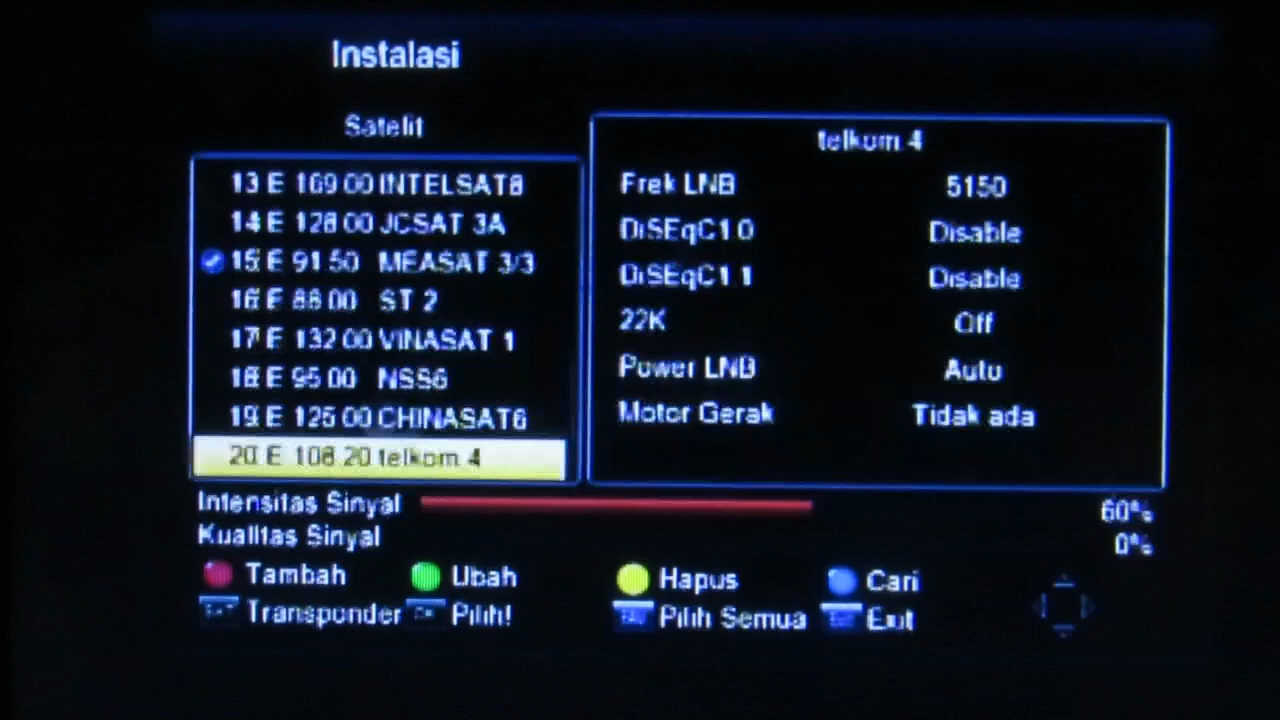 Instalasi
Satelit
13 E 169.00 INTELSAT8
14 E 128.00 JCSAT 3A
15 E 91.50 MEASAT 3/3
16 E 88.00 ST 2
17 E 132.00 VINASAT 1
18 E 95.00 NSS6
19 E 125.00 CHINASAT6
20 E 108.20 telkom 4
telkom 4
Frek LNB 5150
DiSEqC1.0 Disable
DiSEqC1.1 Disable
22K Off
Power LNB Auto
Motor Gerak Tidak ada
Intensitas Sinyal 60%
Kualitas Sinyal 0%
Tambah Ubah Hapus Cari
Transponder Pilih! Pilih Semua Exit